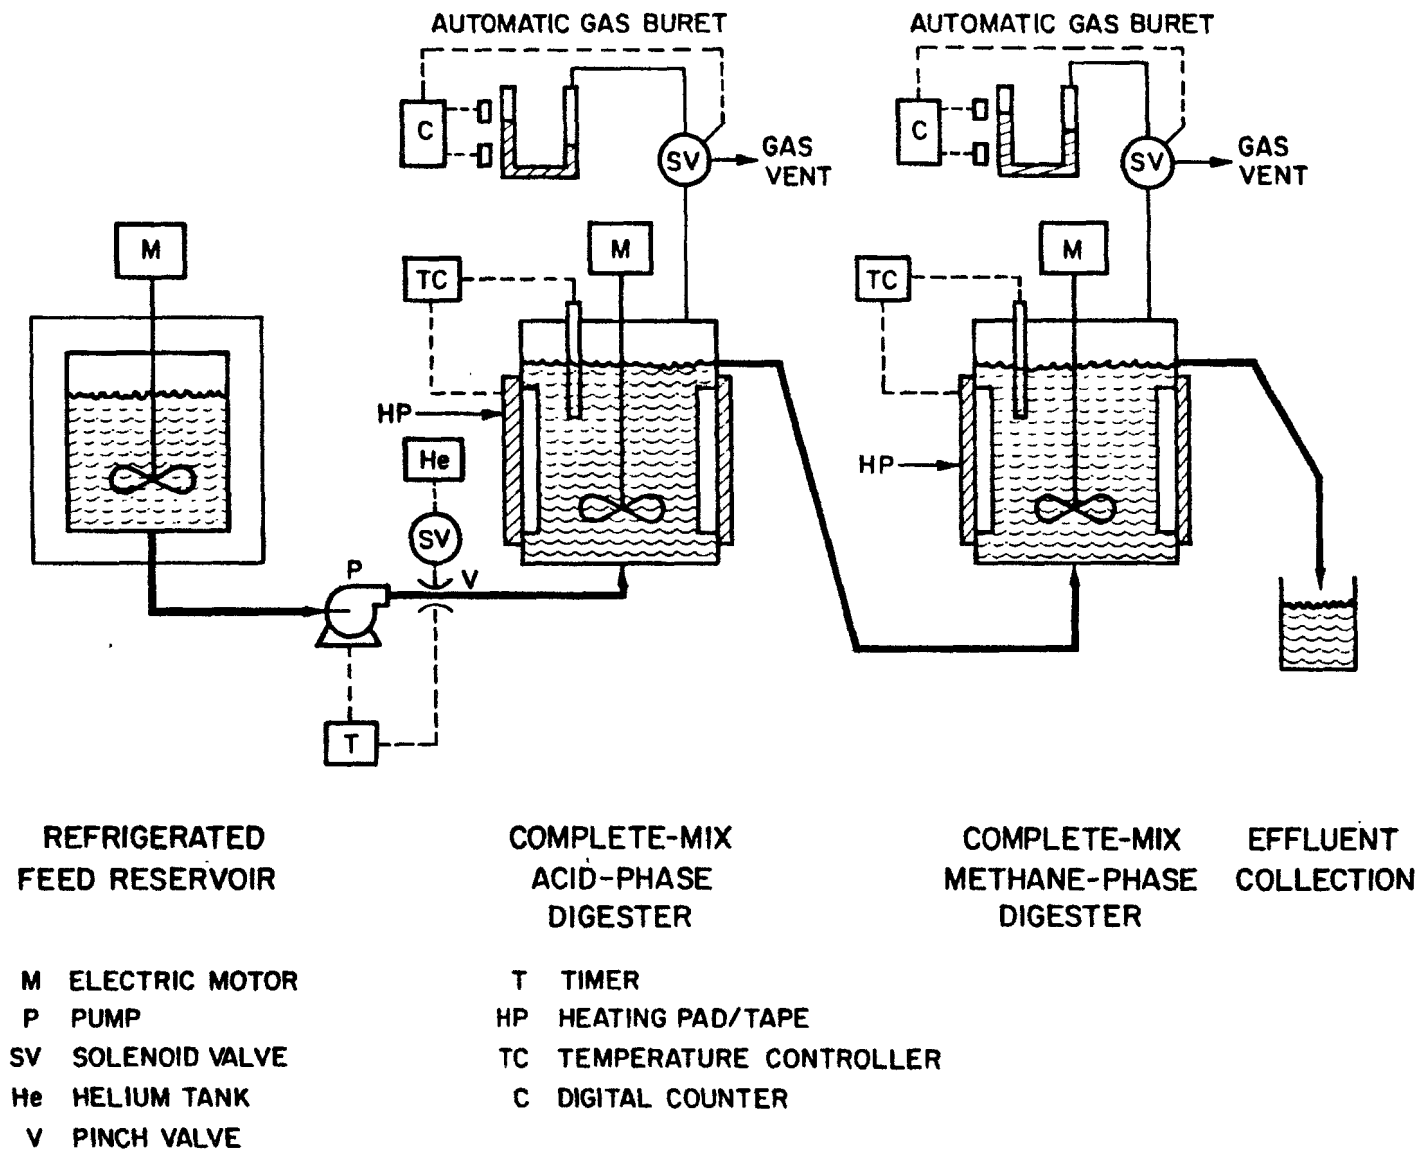 AUTOMATIC GAS BURET
AUTOMATIC GAS BURET
C
SV
GAS
VENT
C
SV
GAS
VENT
M
TC
M
TC
M
HP
He
SV
HP
P
V
T
REFRIGERATED
FEED RESERVOIR
COMPLETE-MIX
ACID-PHASE
DIGESTER
COMPLETE-MIX
METHANE-PHASE
DIGESTER
EFFLUENT
COLLECTION
M ELECTRIC MOTOR
P PUMP
SV SOLENOID VALVE
He HELIUM TANK
V PINCH VALVE
T TIMER
HP HEATING PAD/TAPE
TC TEMPERATURE CONTROLLER
C DIGITAL COUNTER